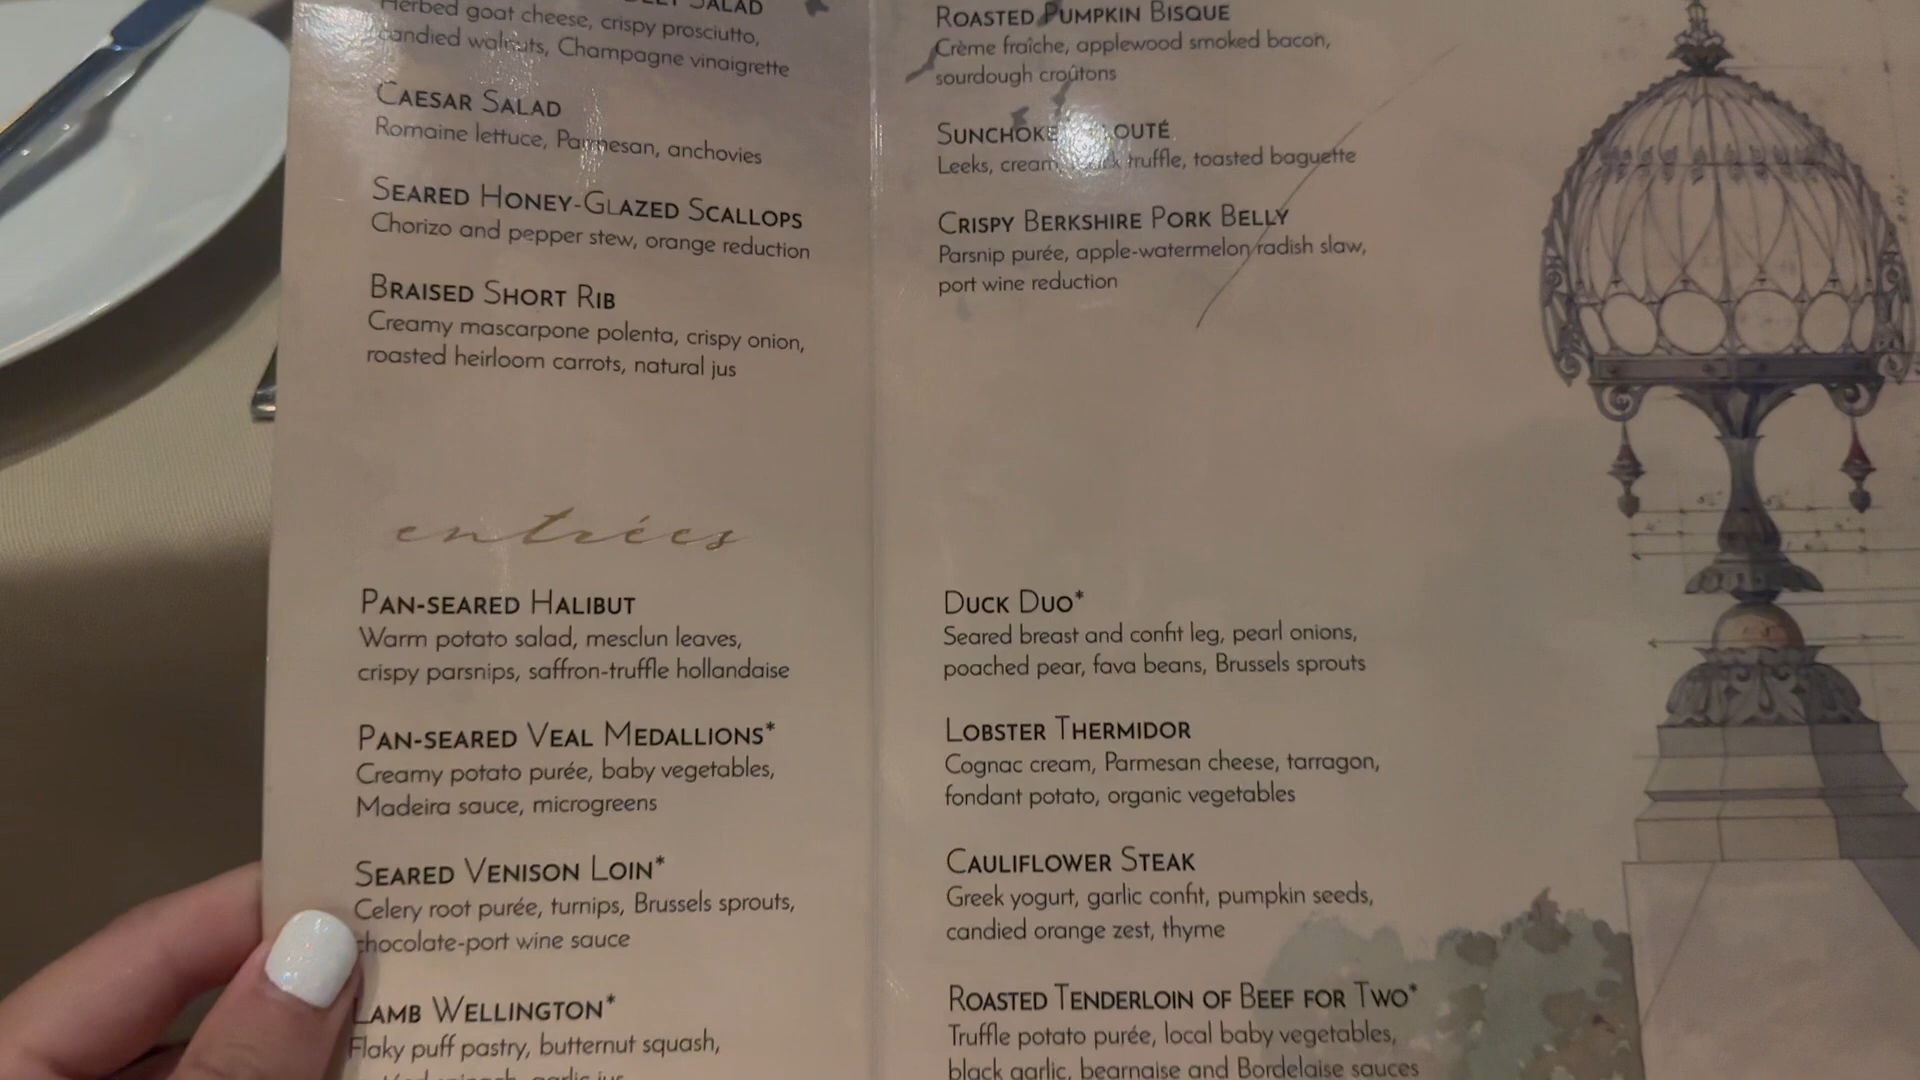 SALAD
Herbed goat cheese, crispy prosciutto,
candied walnuts, Champagne vinaigrette
CAESAR SALAD
Romaine lettuce, Parmesan, anchovies
SEARED HONEY-GLAZED SCALLOPS
Chorizo and pepper stew, orange reduction
BRAISED SHORT RIB
Creamy mascarpone polenta, crispy onion,
roasted heirloom carrots, natural jus
ROASTED PUMPKIN BISQUE
Crème fraîche, applewood smoked bacon,
sourdough croûtons
SUNCHOKE
Leeks, cream, truffle, toasted baguette
CRISPY BERKSHIRE PORK BELLY
Parsnip purée, apple-watermelon radish slaw,
port wine reduction
entrées
PAN-SEARED HALIBUT
Warm potato salad, mesclun leaves,
crispy parsnips, saffron-truffle hollandaise
PAN-SEARED VEAL MEDALLIONS*
Creamy potato purée, baby vegetables,
Madeira sauce, microgreens
SEARED VENISON LOIN*
Celery root purée, turnips, Brussels sprouts,
chocolate-port wine sauce
LAMB WELLINGTON*
Flaky puff pastry, butternut squash,
garlic jus
DUCK DUO*
Seared breast and confit leg, pearl onions,
poached pear, fava beans, Brussels sprouts
LOBSTER THERMIDOR
Cognac cream, Parmesan cheese, tarragon,
fondant potato, organic vegetables
CAULIFLOWER STEAK
Greek yogurt, garlic confit, pumpkin seeds,
candied orange zest, thyme
ROASTED TENDERLOIN OF BEEF FOR TWO*
Truffle potato purée, local baby vegetables,
black garlic, bearnaise and Bordelaise sauces